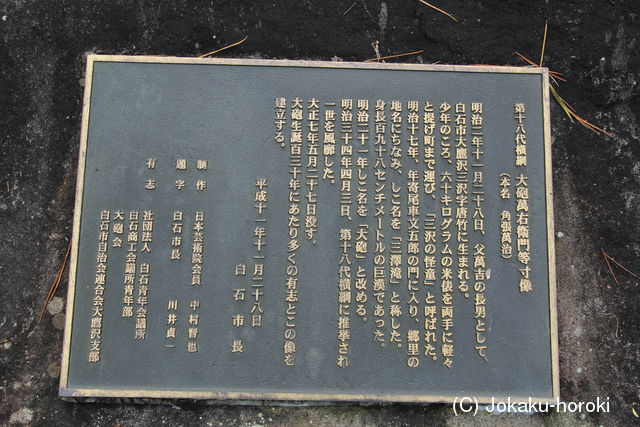 第十八代横綱　大砲萬右衛門等寸像
（本名　角張萬治）
明治二年十一月二十八日、父萬吉の長男として、
白石市大鷹沢三沢字唐竹に生まれる。
少年のころ、六十キログラムの米俵を両手に軽々
と提げ町まで運び、「三沢の怪童」と呼ばれた。
明治十七年、年寄尾車文五郎の門に入り、郷里の
地名にちなみ、しこ名を「三澤滝」と称した。
身長百九十八センチメートルの巨漢であった。
明治二十一年しこ名を「大砲」と改める。
明治三十四年四月三日、第十八代横綱に推挙され
一世を風靡した。
大正七年五月二十七日没す。
大砲生誕百三十年にあたり多くの有志とこの像を
建立する。
平成十一年十一月二十八日
白石市長
制作　日本芸術院会員　中村晋也
題字　白石市長　川井貞一
有志　社団法人　白石青年会議所
白石商工会議所青年部
大砲会
白石市自治会連合会大鷹沢支部
(C) Jokaku-horoki